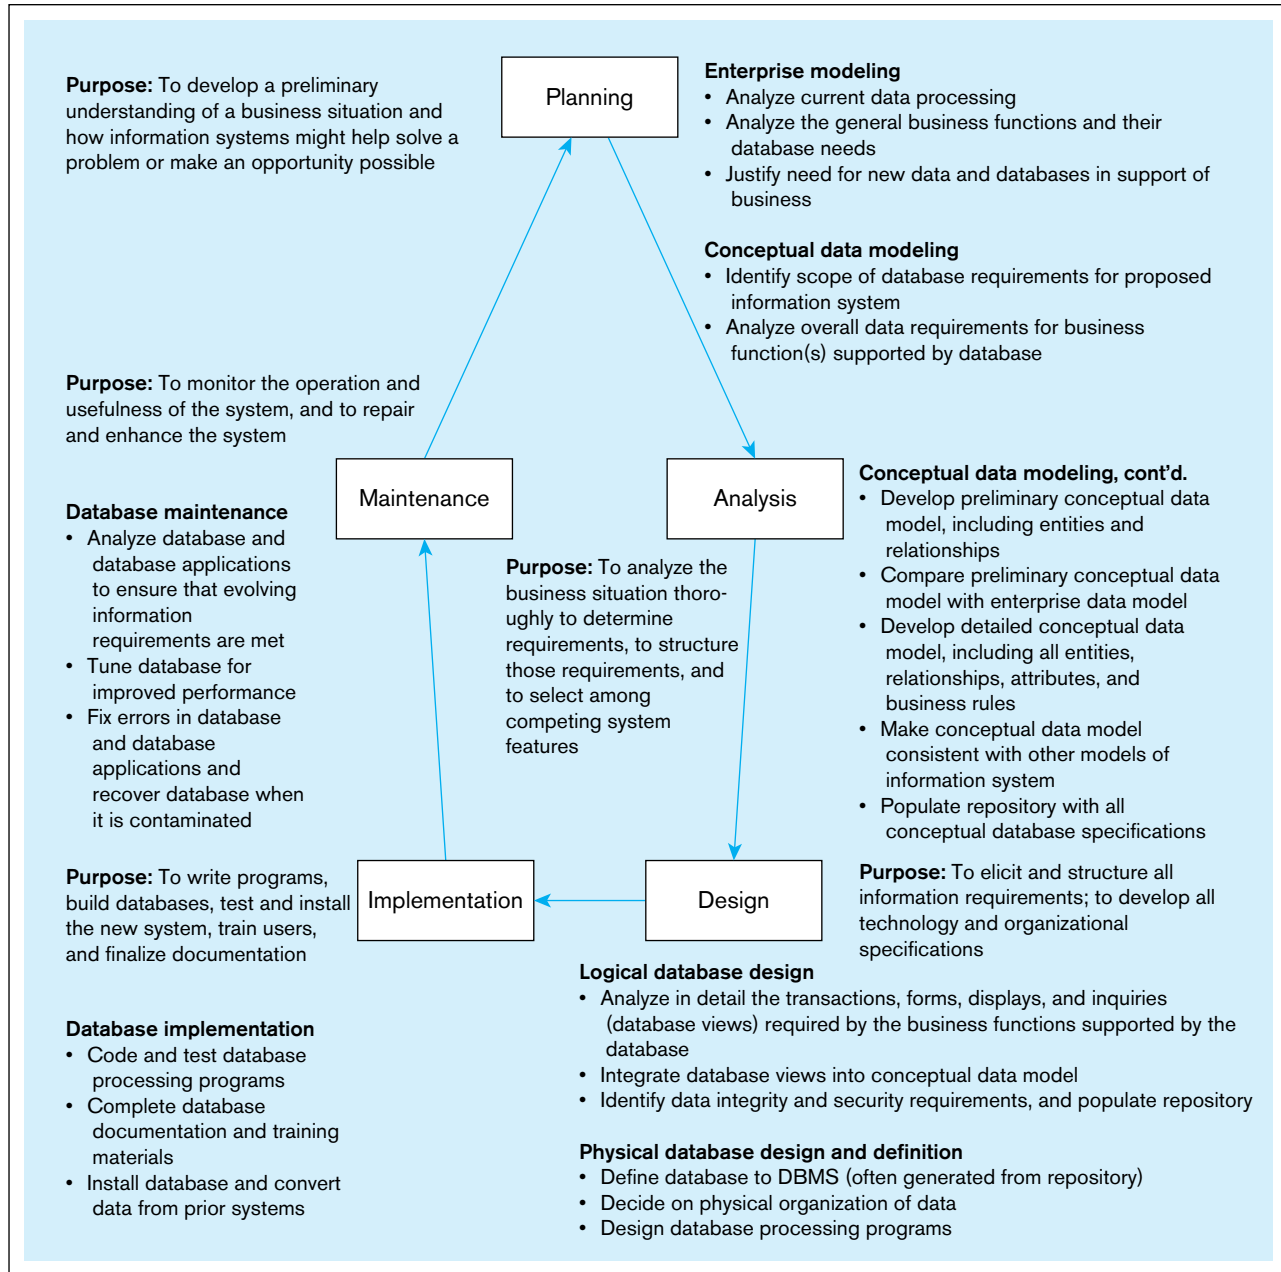 Purpose: To develop a preliminary
understanding of a business situation and
how information systems might help solve a
problem or make an opportunity possible
Planning
Enterprise modeling
• Analyze current data processing
• Analyze the general business functions and their
database needs
• Justify need for new data and databases in support of
business
Conceptual data modeling
• Identify scope of database requirements for proposed
information system
• Analyze overall data requirements for business
function(s) supported by database
Purpose: To monitor the operation and
usefulness of the system, and to repair
and enhance the system
Maintenance
Analysis
Database maintenance
• Analyze database and
database applications
to ensure that evolving
information
requirements are met
• Tune database for
improved performance
• Fix errors in database
and database
applications and
recover database when
it is contaminated
Purpose: To analyze the
business situation thoro-
ughly to determine
requirements, to structure
those requirements, and
to select among
competing system
features
Conceptual data modeling, cont’d.
• Develop preliminary conceptual data
model, including entities and
relationships
• Compare preliminary conceptual data
model with enterprise data model
• Develop detailed conceptual data
model, including all entities,
relationships, attributes, and
business rules
• Make conceptual data model
consistent with other models of
information system
• Populate repository with all
conceptual database specifications
Purpose: To write programs,
build databases, test and install
the new system, train users,
and finalize documentation
Implementation
Design
Purpose: To elicit and structure all
information requirements; to develop all
technology and organizational
specifications
Database implementation
• Code and test database
processing programs
• Complete database
documentation and training
materials
• Install database and convert
data from prior systems
Logical database design
• Analyze in detail the transactions, forms, displays, and inquiries
(database views) required by the business functions supported by the
database
• Integrate database views into conceptual data model
• Identify data integrity and security requirements, and populate repository
Physical database design and definition
• Define database to DBMS (often generated from repository)
• Decide on physical organization of data
• Design database processing programs